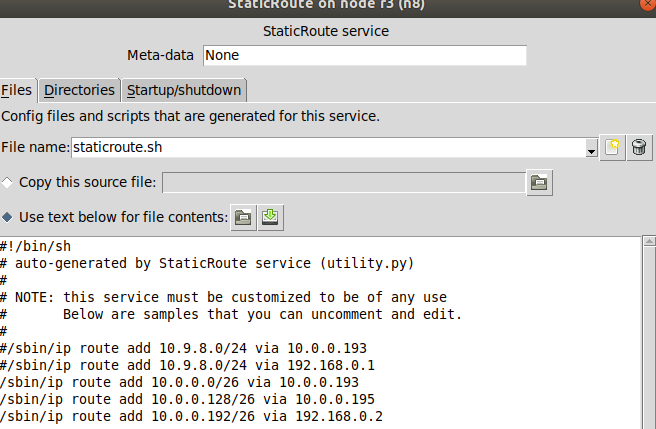 StaticRoute on node r3 (n8)
StaticRoute service
Meta-data None
Files Directories Startup/shutdown
Config files and scripts that are generated for this service.
File name: staticroute.sh
Copy this source file:
Use text below for file contents:
#!/bin/sh
# auto-generated by StaticRoute service (utility.py)
#
# NOTE: this service must be customized to be of any use
#       Below are samples that you can uncomment and edit.
#
#/sbin/ip route add 10.9.8.0/24 via 10.0.0.193
#/sbin/ip route add 10.9.8.0/24 via 192.168.0.1
/sbin/ip route add 10.0.0.0/26 via 10.0.0.193
/sbin/ip route add 10.0.0.128/26 via 10.0.0.195
/sbin/ip route add 10.0.0.192/26 via 192.168.0.2